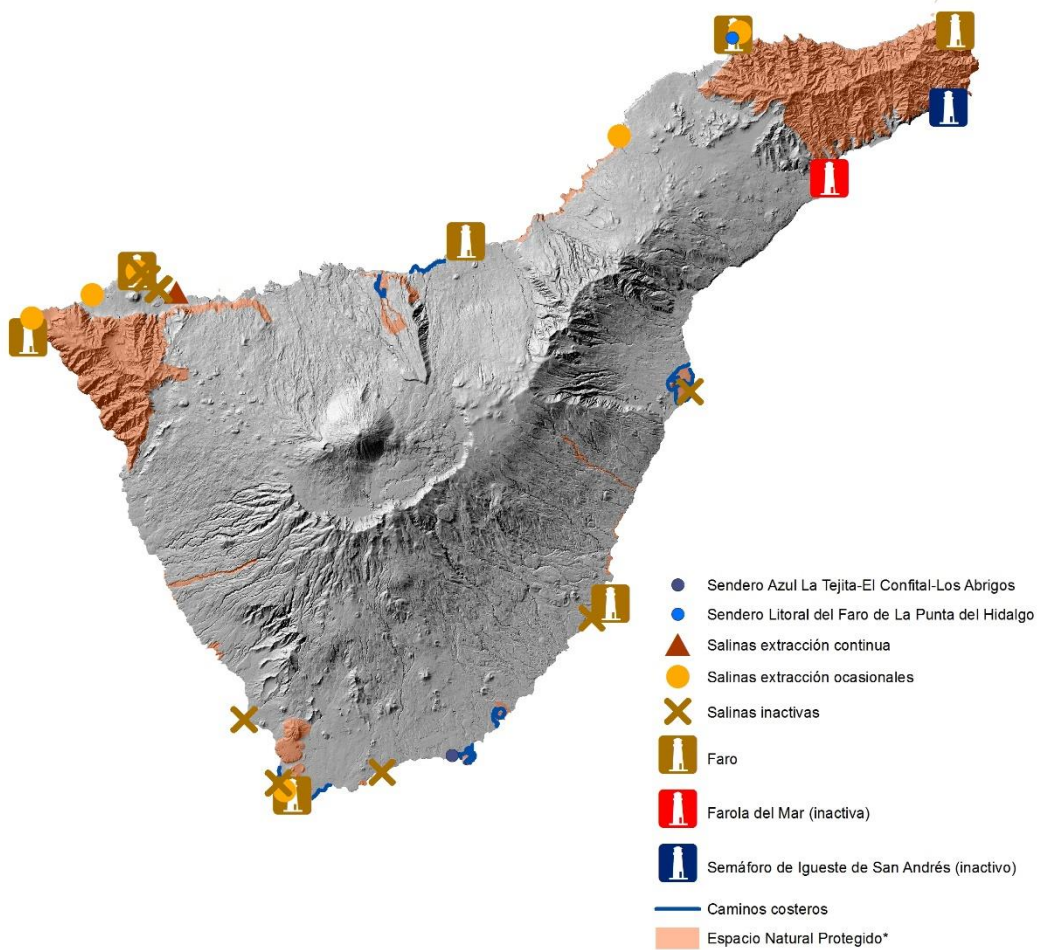 Sendero Azul La Tejita-El Confital-Los Abrigos
Sendero Litoral del Faro de La Punta del Hidalgo
Salinas extracción continua
Salinas extracción ocasionales
Salinas inactivas
Faro
Farola del Mar (inactiva)
Semáforo de Igueste de San Andrés (inactivo)
Caminos costeros
Espacio Natural Protegido*